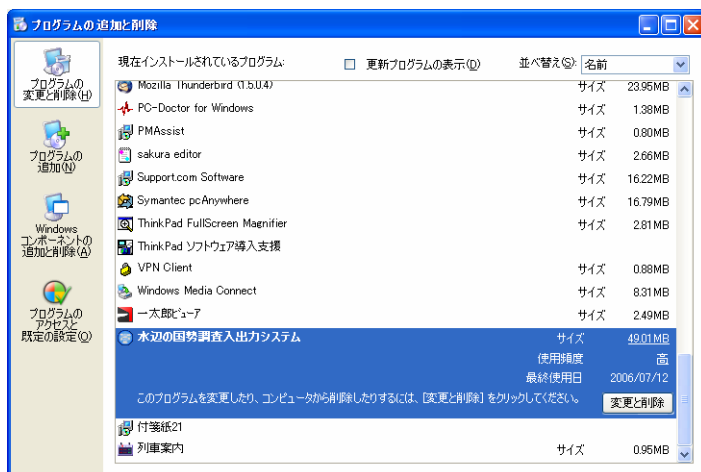 プログラムの追加と削除
プログラムの
変更と削除(H)
プログラムの
追加(N)
Windows
コンポーネントの
追加と削除(A)
プログラムの
アクセスと
既定の設定(O)
現在インストールされているプログラム:
更新プログラムの表示(D)
並べ替え(S): 名前
Mozilla Thunderbird (1.5.0.4) サイズ 23.95MB
PC-Doctor for Windows サイズ 1.38MB
PMAssist サイズ 0.80MB
sakura editor サイズ 2.66MB
Support.com Software サイズ 16.22MB
Symantec pcAnywhere サイズ 16.79MB
ThinkPad FullScreen Magnifier サイズ 2.81MB
ThinkPad ソフトウェア導入支援
VPN Client サイズ 0.88MB
Windows Media Connect サイズ 8.31MB
一太郎ビューア サイズ 2.49MB
水辺の国勢調査入出力システム サイズ 49.01MB
使用頻度 高
最終使用日 2006/07/12
このプログラムを変更したり、コンピュータから削除したりするには、[変更と削除] をクリックしてください。 変更と削除
付箋紙21
列車案内 サイズ 0.95MB